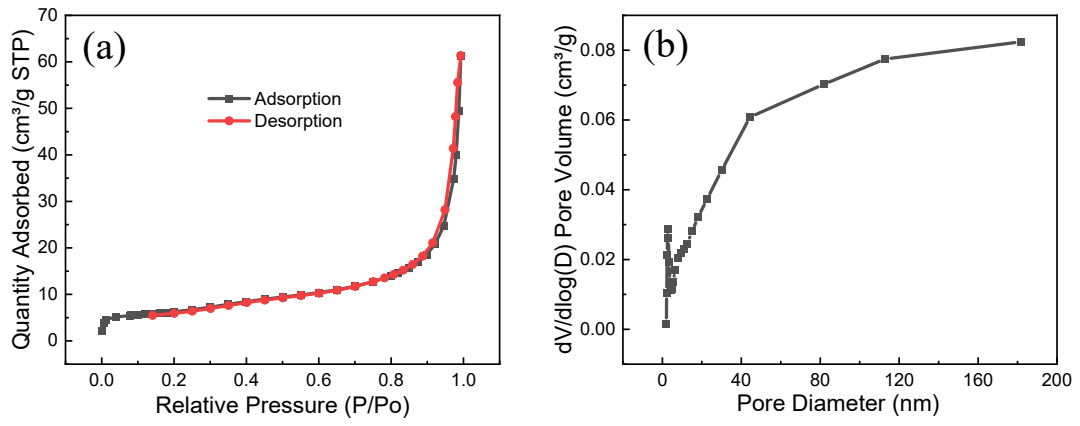 (a)
Quantity Adsorbed (cm³/g STP)
70
60
50
40
30
20
10
0
Adsorption
Desorption
0.0 0.2 0.4 0.6 0.8 1.0
Relative Pressure (P/Po)
(b)
dV/dlog(D) Pore Volume (cm³/g)
0.08
0.06
0.04
0.02
0.00
0 40 80 120 160 200
Pore Diameter (nm)